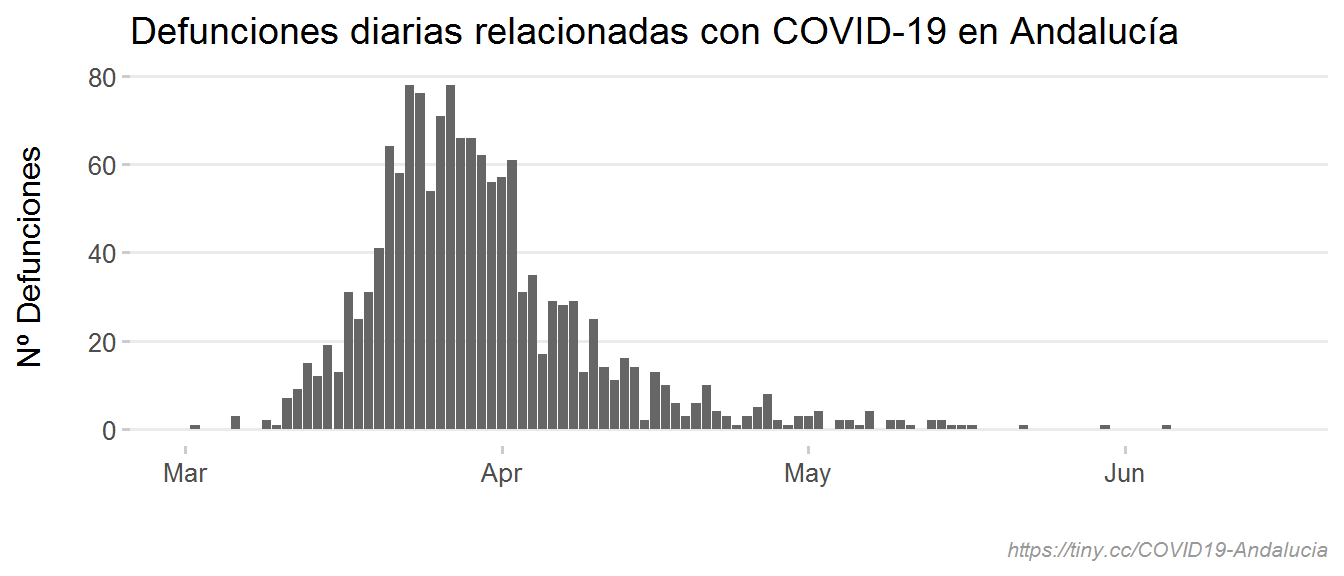 Defunciones diarias relacionadas con COVID-19 en Andalucía
Nº Defunciones
80
60
40
20
0
Mar Apr May Jun
https://tiny.cc/COVID19-Andalucia